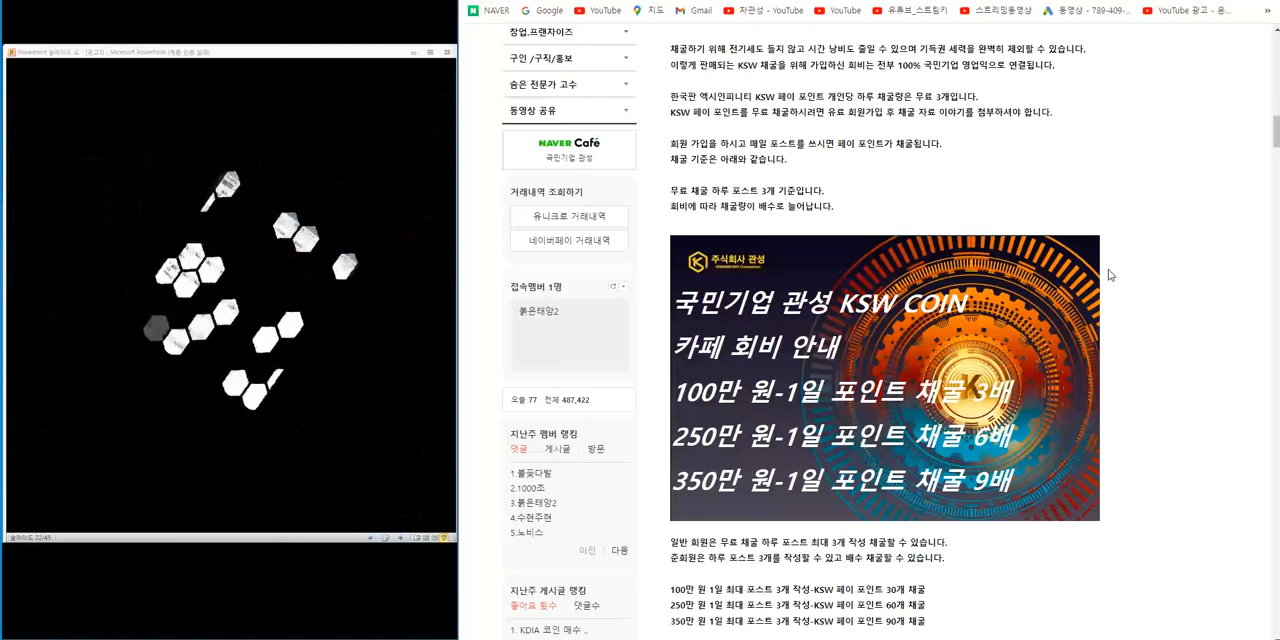 NAVER
Google
YouTube
지도
Gmail
자관성 - YouTube
YouTube
유튜브_스트림키
스트리밍동영상
동영상 - 789-409-...
YouTube 광고 - 온...
»
창업,프랜차이즈
구인 /구직/홍보
숨은 전문가 고수
동영상 공유
NAVER Café
국민기업 관성
거래내역 조회하기
유니크로 거래내역
네이버페이 거래내역
접속멤버 1명
붉은태양2
오늘 77 전체 487,422
지난주 멤버 랭킹
댓글 게시글 방문
1.불꽃다발
2.1000조
3.붉은태양2
4.수현주현
5.노비스
이전 다음
지난주 게시글 랭킹
좋아요 횟수 댓글수
1. KDIA 코인 매수 ..
채굴하기 위해 전기세도 들지 않고 시간 낭비도 줄일 수 있으며 기득권 세력을 완벽히 제외할 수 있습니다.
이렇게 판매되는 KSW 채굴을 위해 가입하신 회비는 전부 100% 국민기업 영업익으로 연결됩니다.
한국판 엑시인피니티 KSW 페이 포인트 개인당 하루 채굴량은 무료 3개입니다.
KSW 페이 포인트를 무료 채굴하시려면 유료 회원가입 후 채굴 자료 이야기를 첨부하셔야 합니다.
회원 가입을 하시고 매일 포스트를 쓰시면 페이 포인트가 채굴됩니다.
채굴 기준은 아래와 같습니다.
무료 채굴 하루 포스트 3개 기준입니다.
회비에 따라 채굴량이 배수로 늘어납니다.
주식회사 관성
국민기업 관성 KSW COIN
카페 회비 안내
100만 원-1일 포인트 채굴 3배
250만 원-1일 포인트 채굴 6배
350만 원-1일 포인트 채굴 9배
K
일반 회원은 무료 채굴 하루 포스트 최대 3개 작성 채굴할 수 있습니다.
준회원은 하루 포스트 3개를 작성할 수 있고 배수 채굴할 수 있습니다.
100만 원 1일 최대 포스트 3개 작성-KSW 페이 포인트 30개 채굴
250만 원 1일 최대 포스트 3개 작성-KSW 페이 포인트 60개 채굴
350만 원 1일 최대 포스트 3개 작성-KSW 페이 포인트 90개 채굴
슬라이드 22/45